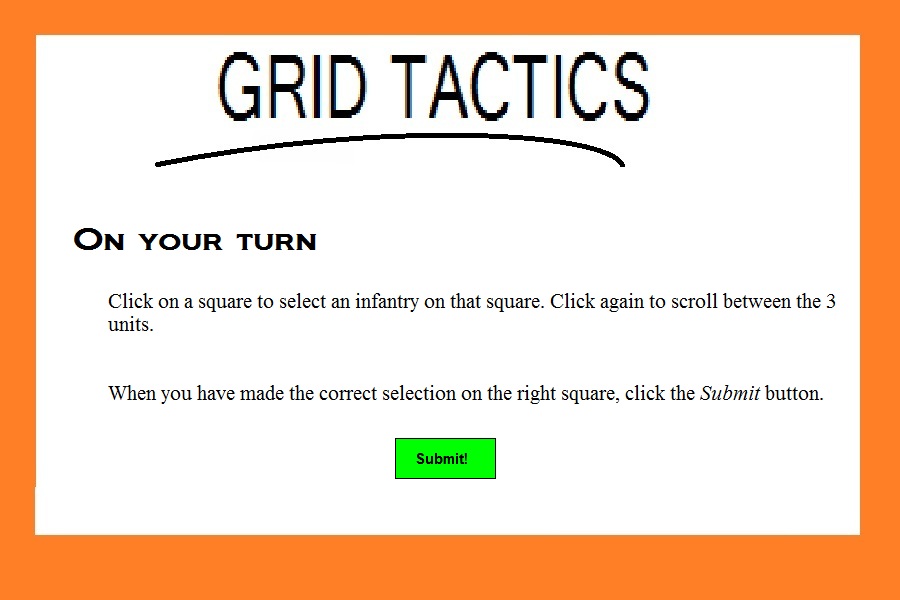 GRID TACTICS
On your turn
Click on a square to select an infantry on that square. Click again to scroll between the 3
units.
When you have made the correct selection on the right square, click the Submit button.
Submit!